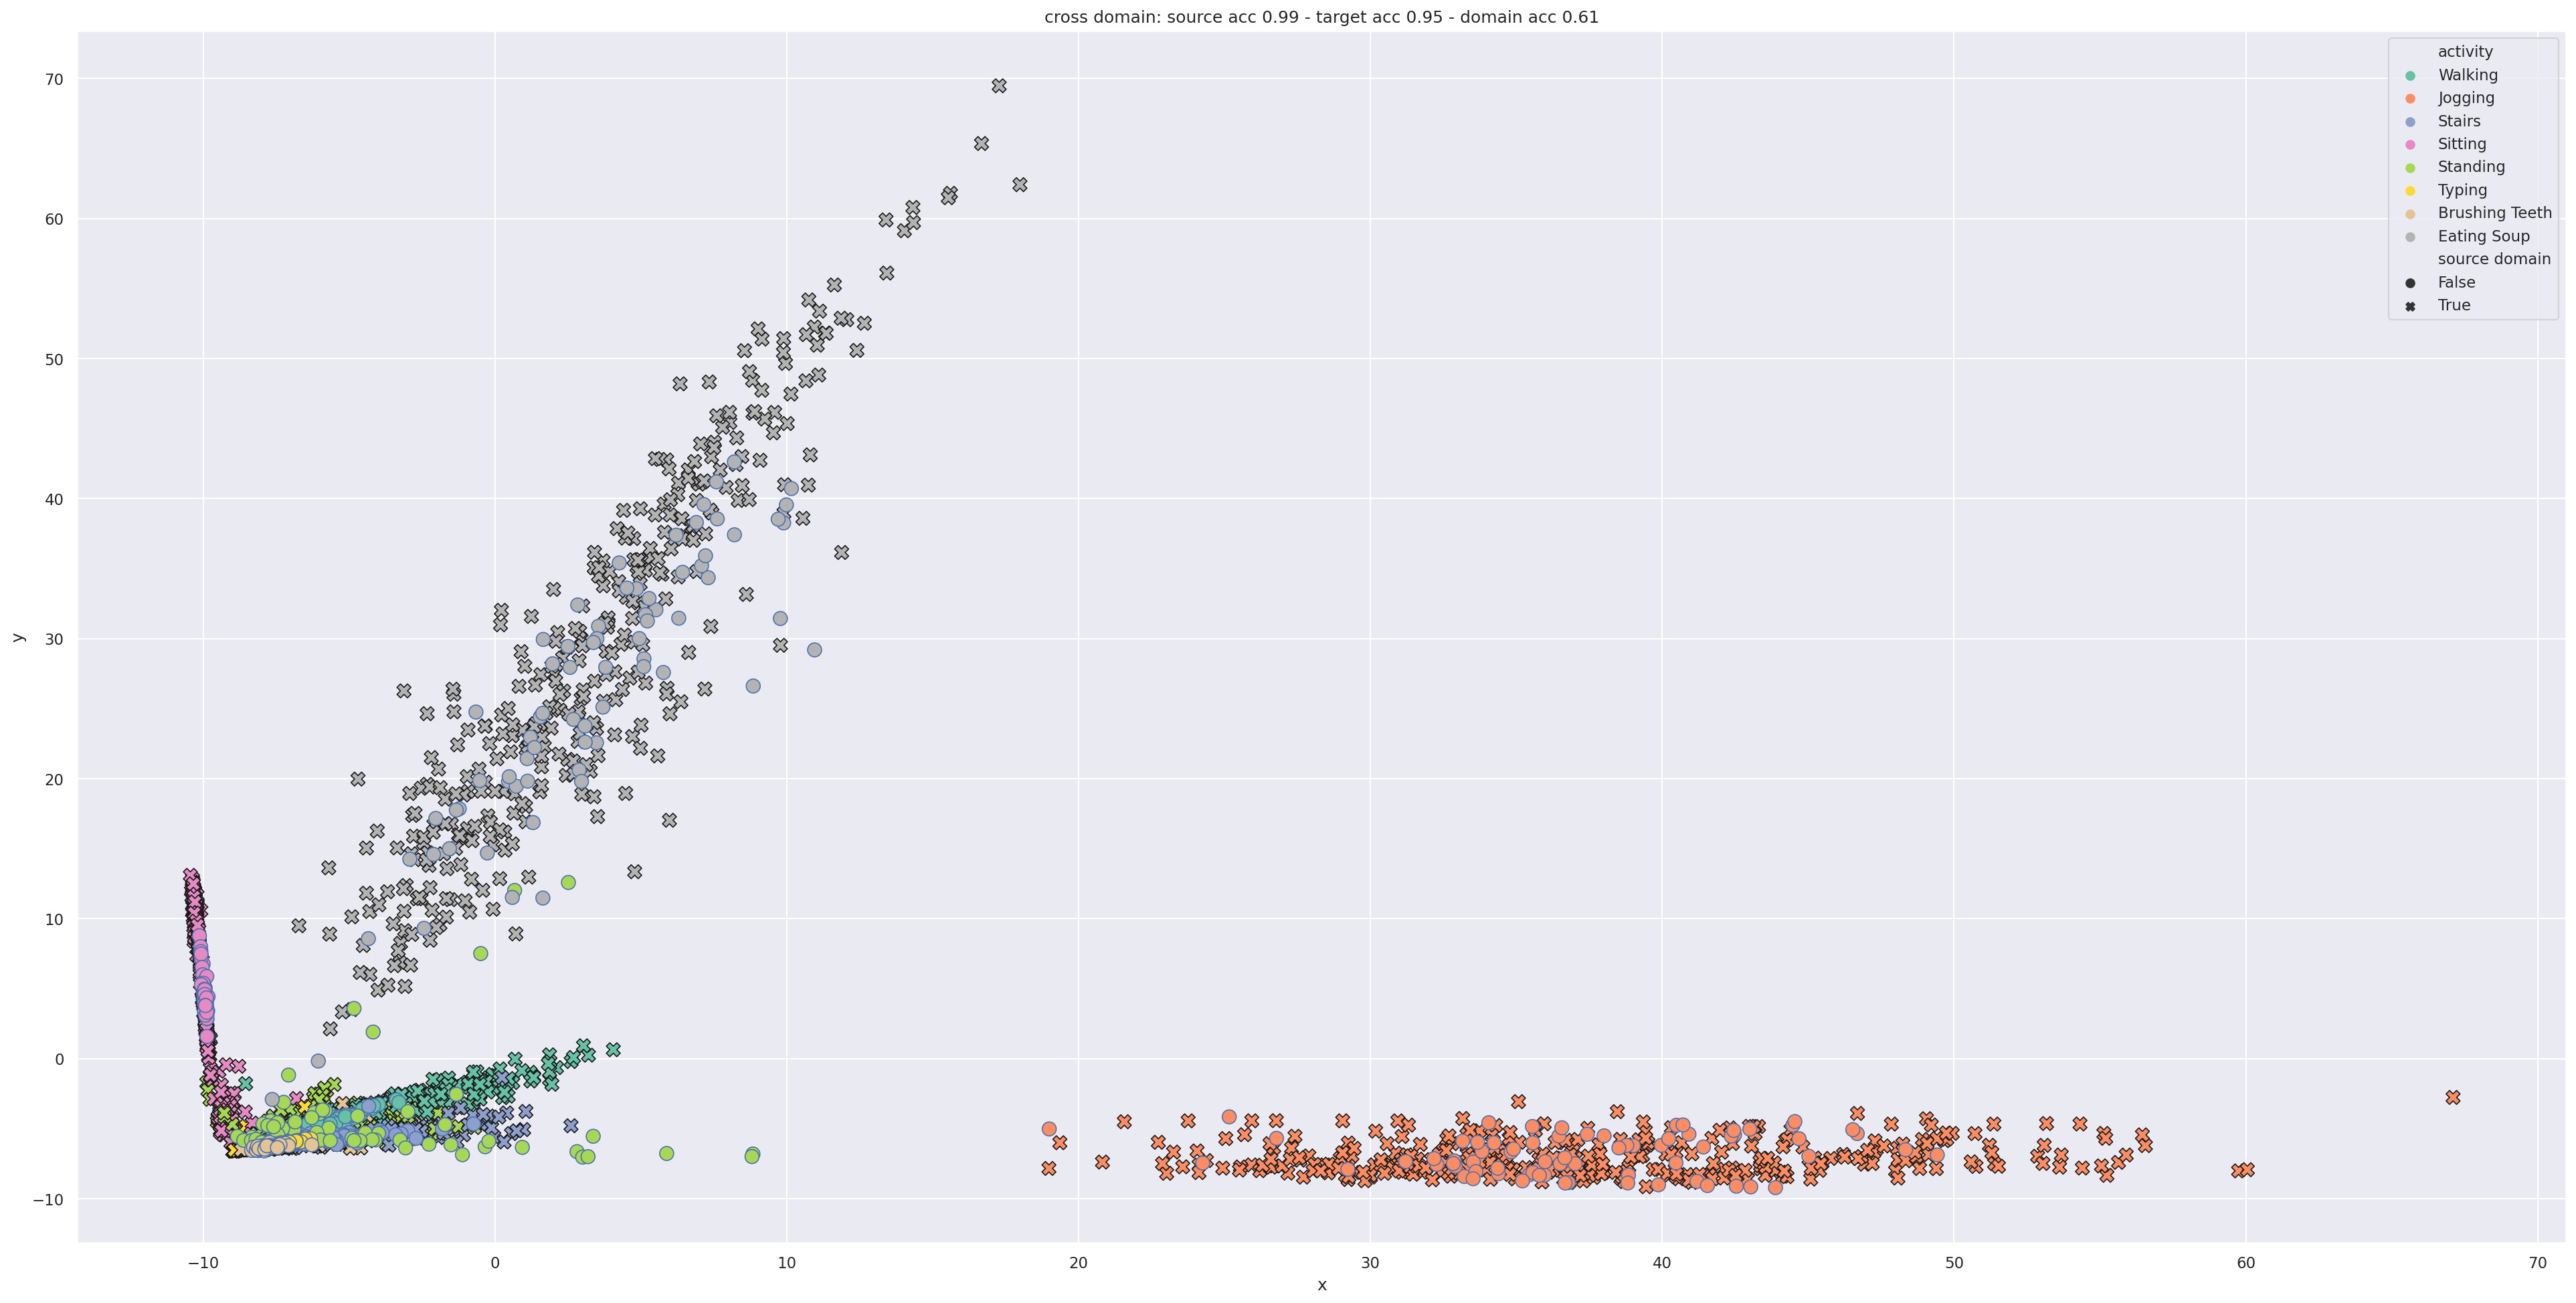 cross domain: source acc 0.99 - target acc 0.95 - domain acc 0.61
activity
Walking
Jogging
Stairs
Sitting
Standing
Typing
Brushing Teeth
Eating Soup
source domain
False
True
70
60
50
40
30
20
10
0
−10
y
−10 0 10 20 30 40 50 60 70
x